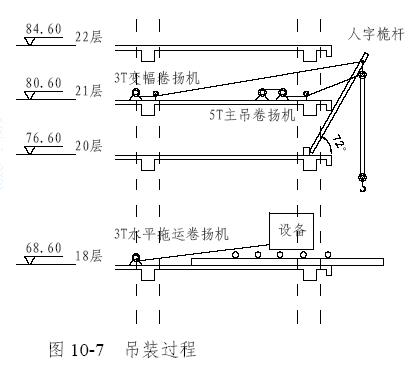 84.60 22层
人字桅杆
3T变幅卷扬机
80.60 21层
5T主吊卷扬机
76.60 20层
72°
3T水平拖运卷扬机
设备
68.60 18层
图 10-7 吊装过程